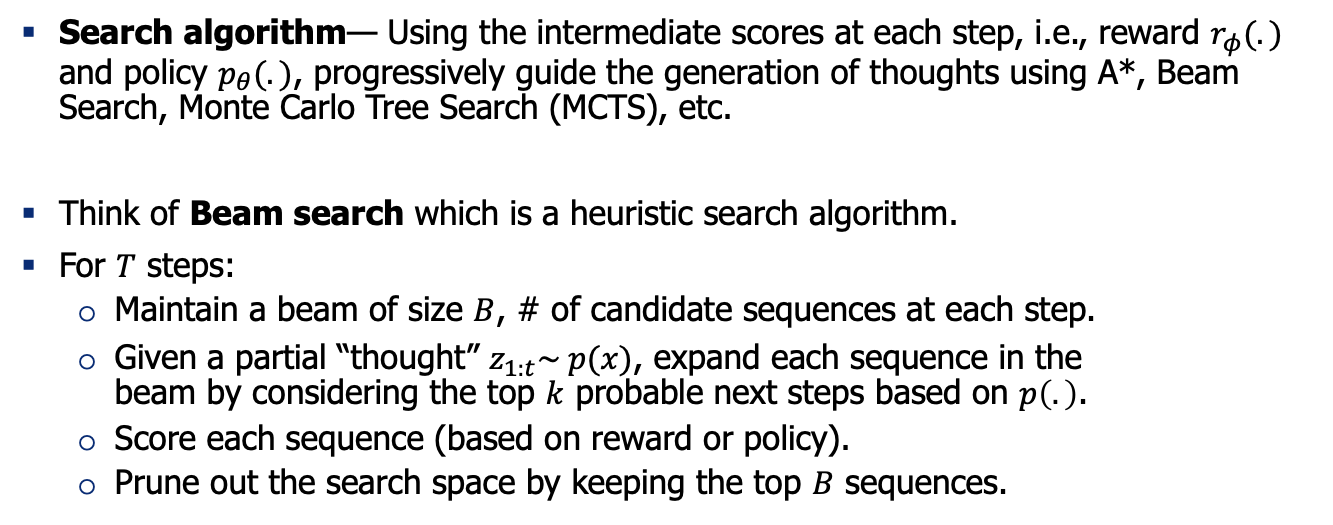 ▪ Search algorithm— Using the intermediate scores at each step, i.e., reward r𝜙(.)
and policy p𝜃(.), progressively guide the generation of thoughts using A*, Beam
Search, Monte Carlo Tree Search (MCTS), etc.
▪ Think of Beam search which is a heuristic search algorithm.
▪ For T steps:
○ Maintain a beam of size B, # of candidate sequences at each step.
○ Given a partial “thought” z1:t~ p(x), expand each sequence in the
beam by considering the top k probable next steps based on p(.).
○ Score each sequence (based on reward or policy).
○ Prune out the search space by keeping the top B sequences.